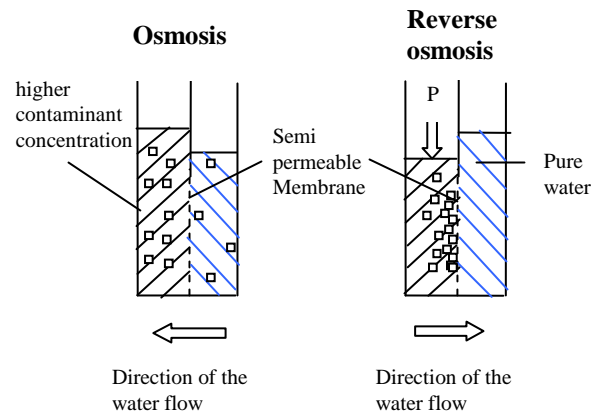 Osmosis
Reverse
osmosis
higher
contaminant
concentration
Semi
permeable
Membrane
P
Pure
water
Direction of the
water flow
Direction of the
water flow